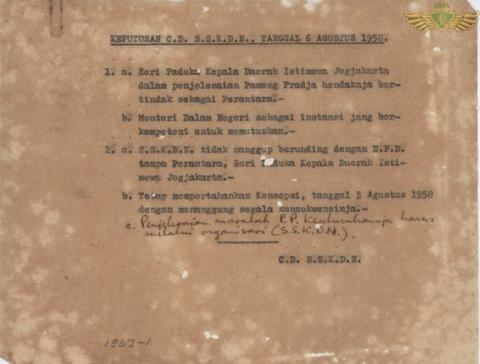 KEPUTUSAN C.D. S.S.K.D.N., TANGGAL 6 AGUSTUS 1958.
1. a. Seri Paduka Kepala Daerah Istimewa Jogjakarta
dalam penjelesaian Pamong Pradja hendaknja ber-
tindak sebagai Perantara.-
b. Menteri Dalam Negeri sebagai instansi jang ber-
kompetent untuk memutuskan.-
2. a. S.S.K.D.N. tidak sanggup berunding dengan D.P.D.
tanpa Perantara, Seri Paduka Kepala Daerah Isti-
mewa Jogjakarta.-
b. Tetap mempertahankan Konsepsi, tanggal 3 Agustus 1958
dengan menanggung segala konsekwensinja.-
c. Penjelesaian masalah P.P. Keseluruhannja harus
melalui organisasi (S.S.K.D.N.).
C.D. S.S.K.D.N.
1963-1